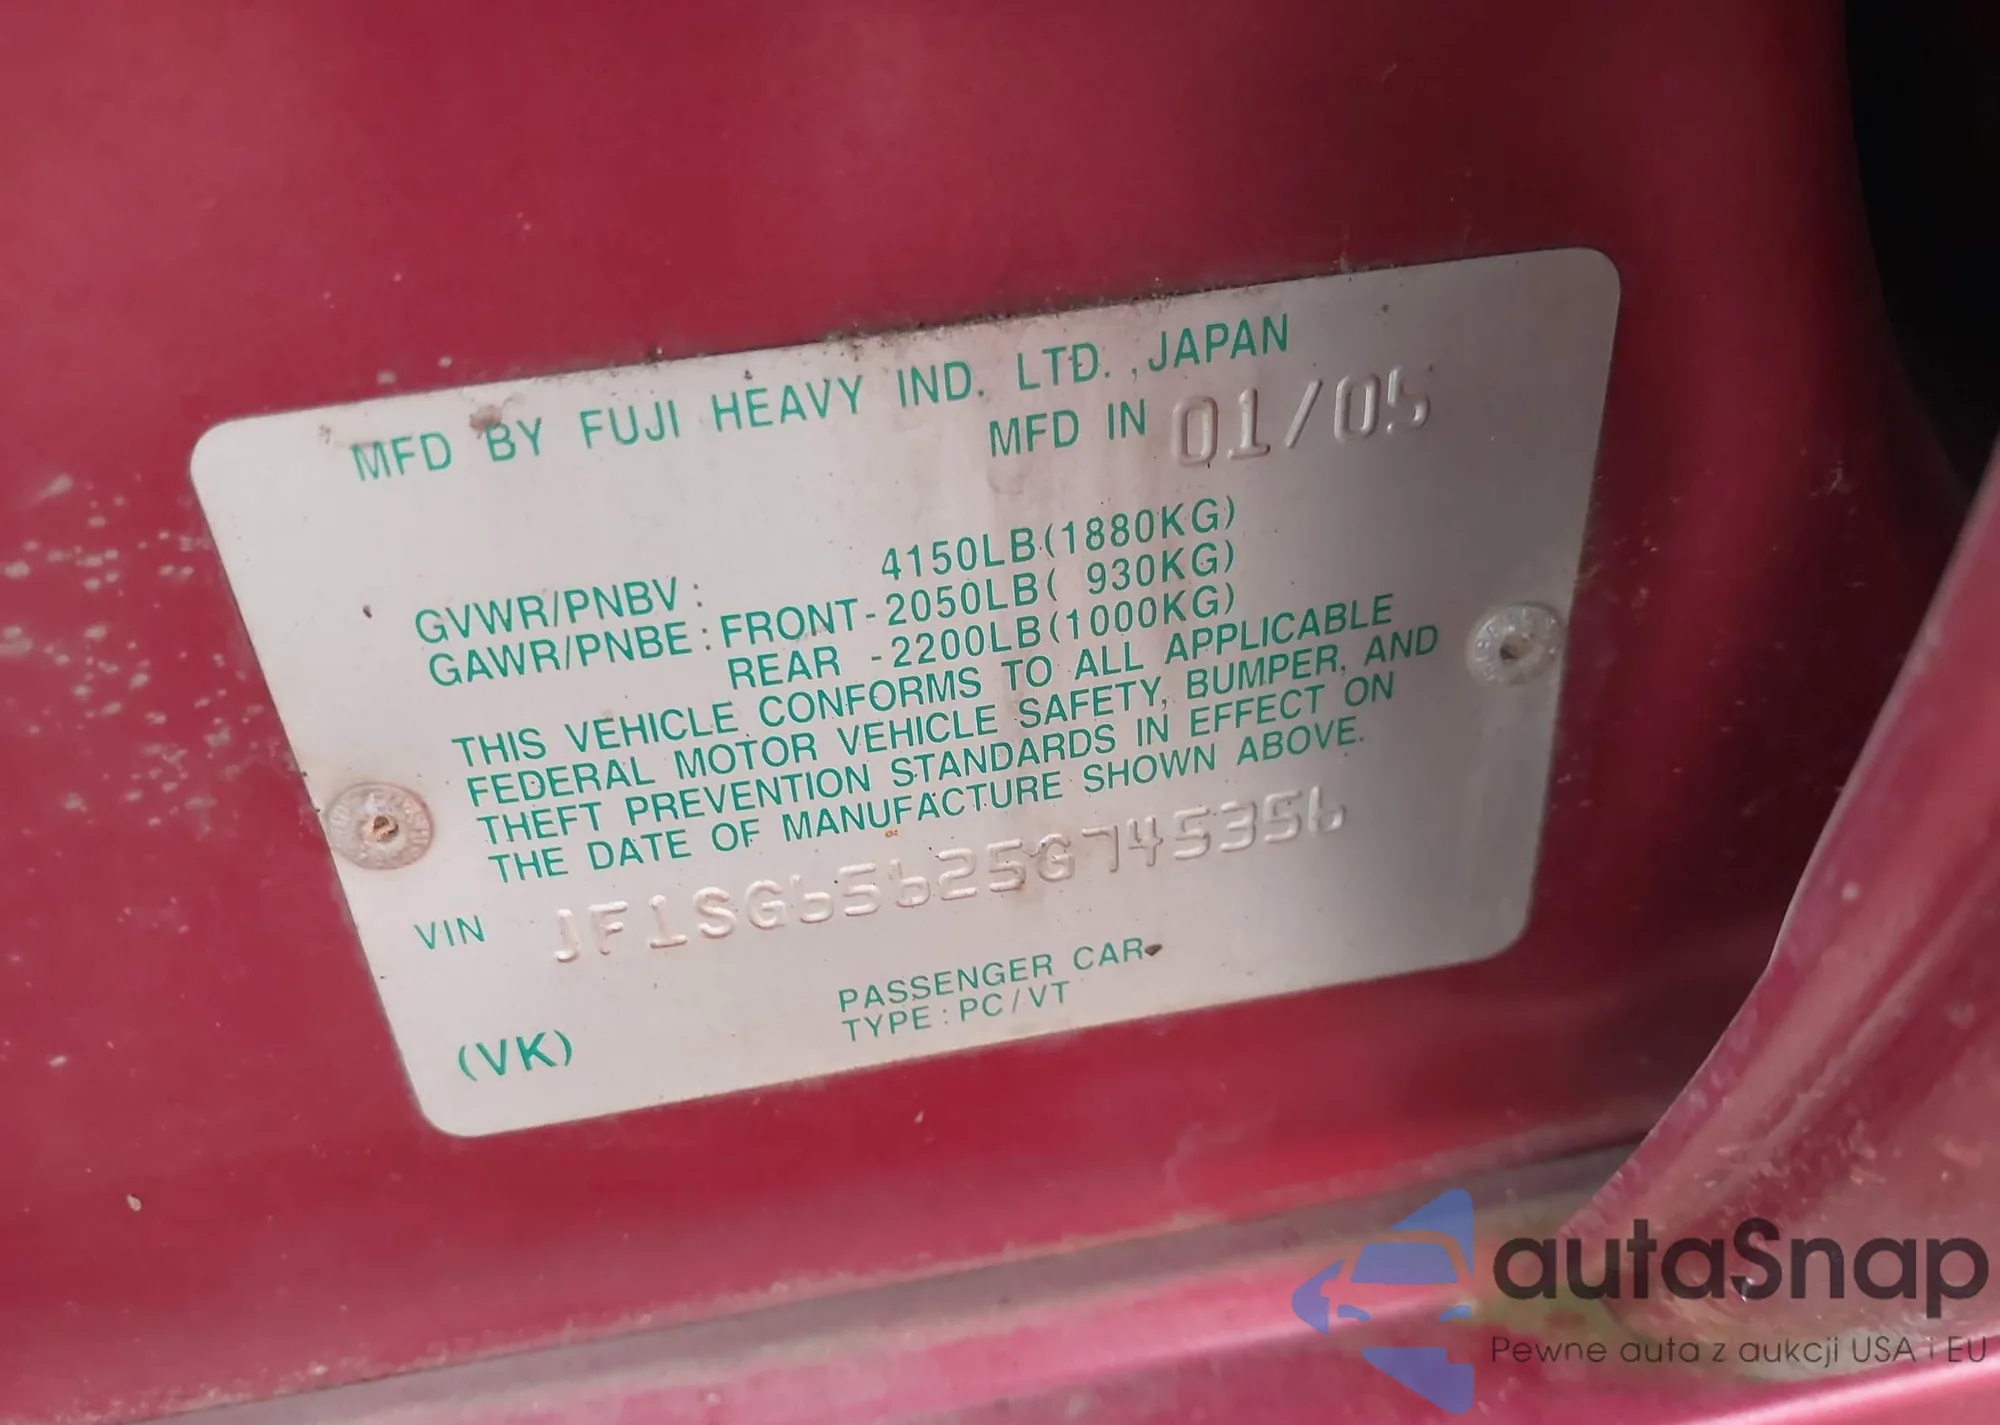 MFD BY FUJI HEAVY IND. LTD. ,JAPAN
MFD IN 01/05
GVWR/PNBV : 4150LB(1880KG)
GAWR/PNBE : FRONT-2050LB( 930KG)
REAR -2200LB(1000KG)
THIS VEHICLE CONFORMS TO ALL APPLICABLE
FEDERAL MOTOR VEHICLE SAFETY, BUMPER, AND
THEFT PREVENTION STANDARDS IN EFFECT ON
THE DATE OF MANUFACTURE SHOWN ABOVE.
VIN JF1SG65625G745356
PASSENGER CAR
TYPE : PC/VT
(VK)
autaSnap
Pewne auta z aukcji USA i EU